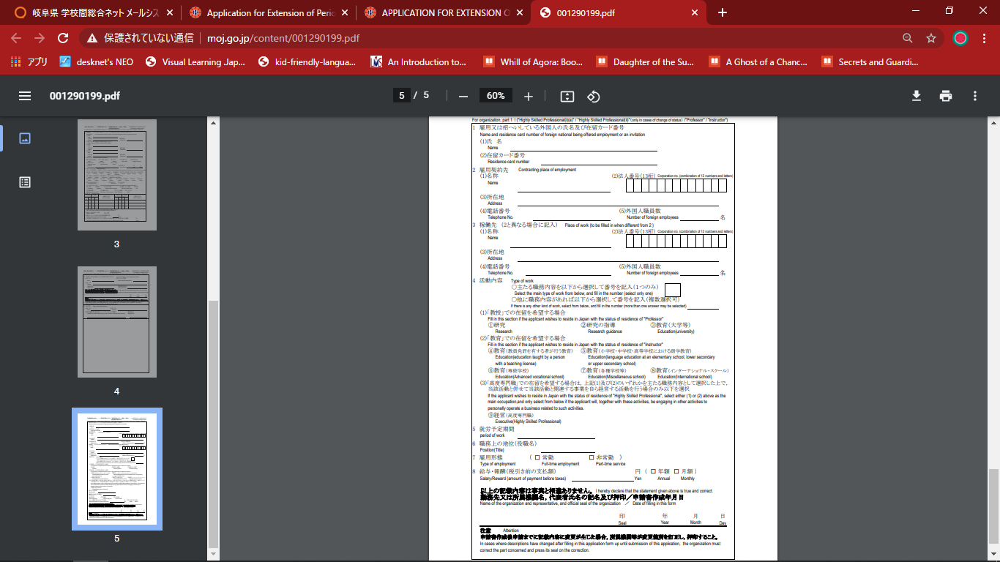 岐阜県 学校間総合ネット メールシス
Application for Extension of Perio
APPLICATION FOR EXTENSION O
001290199.pdf
保護されていない通信
moj.go.jp/content/001290199.pdf
アプリ
desknet's NEO
Visual Learning Jap...
kid-friendly-langua...
An Introduction to...
Whill of Agora: Boo...
Daughter of the Su...
A Ghost of a Chanc...
Secrets and Guardi...
001290199.pdf
5 / 5
60%
3
4
5
For organization, part 1 I ("Highly Skilled Professional(i)(a)" / "Highly Skilled Professional(ii)"(only in cases of change of status) /"Professor" / "Instructor")
1 雇用又は招へいしている外国人の氏名及び在留カード番号
Name and residence card number of foreign national being offered employment or an invitation
(1)氏 名
Name
(2)在留カード番号
Residence card number
2 雇用契約先 Contracting place of employment
(1)名称 (2)法人番号(13桁) Corporation no. (combination of 13 numbers and letters)
Name
(3)所在地
Address
(4)電話番号 (5)外国人職員数
Telephone No. Number of foreign employees 名
3 稼働先 (2と異なる場合に記入) Place of work (to be filled in when different from 2 )
(1)名称 (2)法人番号(13桁) Corporation no. (combination of 13 numbers and letters)
Name
(3)所在地
Address
(4)電話番号 (5)外国人職員数
Telephone No. Number of foreign employees 名
4 活動内容 Type of work
○主たる職務内容を以下から選択して番号を記入(1つのみ)
Select the main type of work from below, and fill in the number (select only one)
○他に職務内容があれば以下から選択して番号を記入(複数選択可)
If there is any other kind of work, select from below, and fill in the number (more than one answer may be selected)
(1)「教授」での在留を希望する場合
Fill in this section if the applicant wishes to reside in Japan with the status of residence of "Professor"
①研究 ②研究の指導 ③教育(大学等)
Research Research guidance Education(university)
(2)「教育」での在留を希望する場合
Fill in this section if the applicant wishes to reside in Japan with the status of residence of "Instructor"
④教育(教員免許を有する者が行う教育) ⑤教育(小学校・中学校・高等学校における語学教育)
Education(education taught by a person Education(language education at an elementary school, lower secondary
with a teaching license) or upper secondary school)
⑥教育(専修学校) ⑦教育(各種学校等) ⑧教育(インターナショナル・スクール)
Education(Advanced vocational school) Education(Miscellaneous school) Education(International school)
(3)「高度専門職」での在留を希望する場合は,上記(1)及び(2)のいずれかを主たる職務内容として選択した上で,
当該活動と併せて当該活動と関連する事業を自ら経営する活動を行う場合のみ以下を選択
If the applicant wishes to reside in Japan with the status of residence of "Highly Skilled Professional", select either (1) or (2) above as the
main occupation,and only select from below if the applicant will, together with these activities, be engaging in other activities to
personally operate a business related to such activities.
⑨経営(高度専門職)
Executive(Highly Skilled Professional)
5 就労予定期間
period of work
6 職務上の地位(役職名)
Position(Title)
7 雇用形態 ( □ 常勤 □ 非常勤 )
Type of employment Full-time employment Part-time service
8 給与・報酬(税引き前の支払額) 円 ( □ 年額 □ 月額 )
Salary/Reward (amount of payment before taxes) Yen Annual Monthly
以上の記載内容は事実と相違ありません。 I hereby declare that the statement given above is true and correct.
勤務先又は所属機関名,代表者氏名の記名及び押印/申請書作成年月日
Name of the organization and representative, and official seal of the organization / Date of filling in this form
印 年 月 日
Seal Year Month Day
注意 Attention
申請書作成後申請までに記載内容に変更が生じた場合,所属機関等が変更箇所を訂正し,押印すること。
In cases where descriptions have changed after filling in this application form up until submission of this application, the organization must
correct the part concerned and press its seal on the correction.